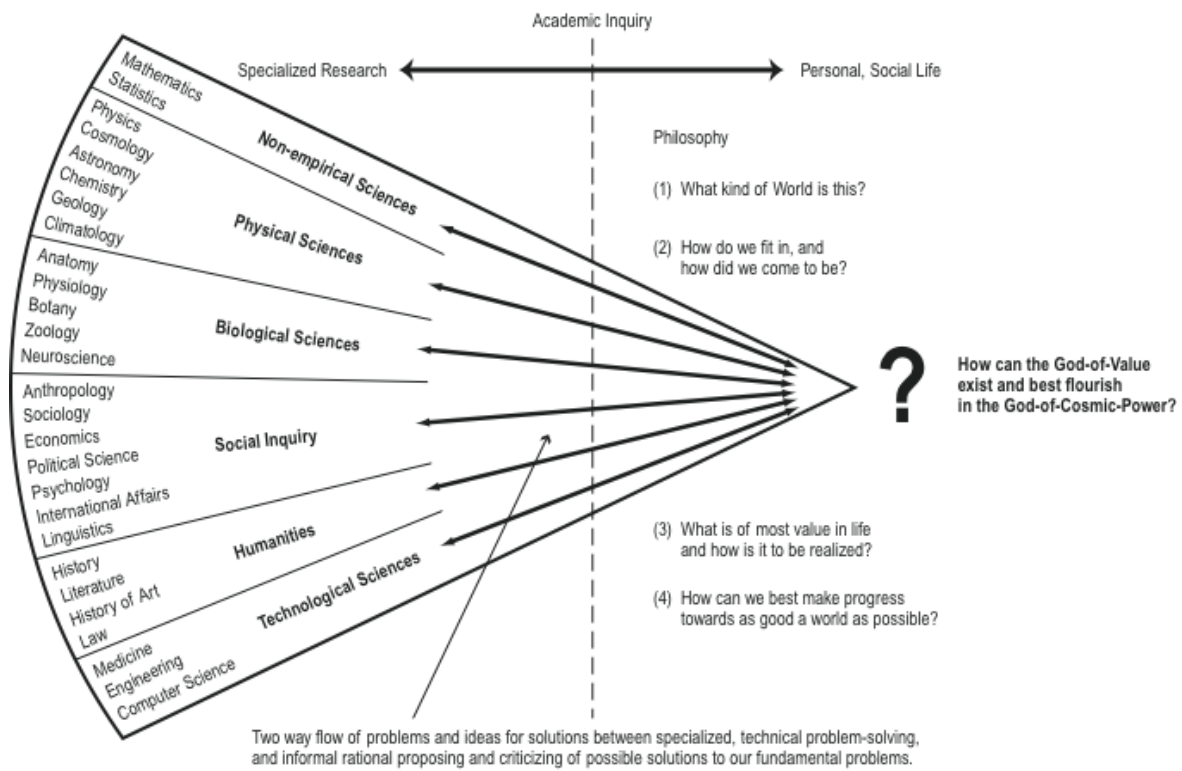 Academic Inquiry
Specialized Research
Personal, Social Life
Mathematics
Statistics
Non-empirical Sciences
Physics
Cosmology
Astronomy
Chemistry
Geology
Climatology
Physical Sciences
Anatomy
Physiology
Botany
Zoology
Neuroscience
Biological Sciences
Anthropology
Sociology
Economics
Political Science
Psychology
International Affairs
Linguistics
Social Inquiry
History
Literature
History of Art
Law
Humanities
Medicine
Engineering
Computer Science
Technological Sciences
Philosophy
(1) What kind of World is this?
(2) How do we fit in, and
how did we come to be?
?
How can the God-of-Value
exist and best flourish
in the God-of-Cosmic-Power?
(3) What is of most value in life
and how is it to be realized?
(4) How can we best make progress
towards as good a world as possible?
Two way flow of problems and ideas for solutions between specialized, technical problem-solving,
and informal rational proposing and criticizing of possible solutions to our fundamental problems.